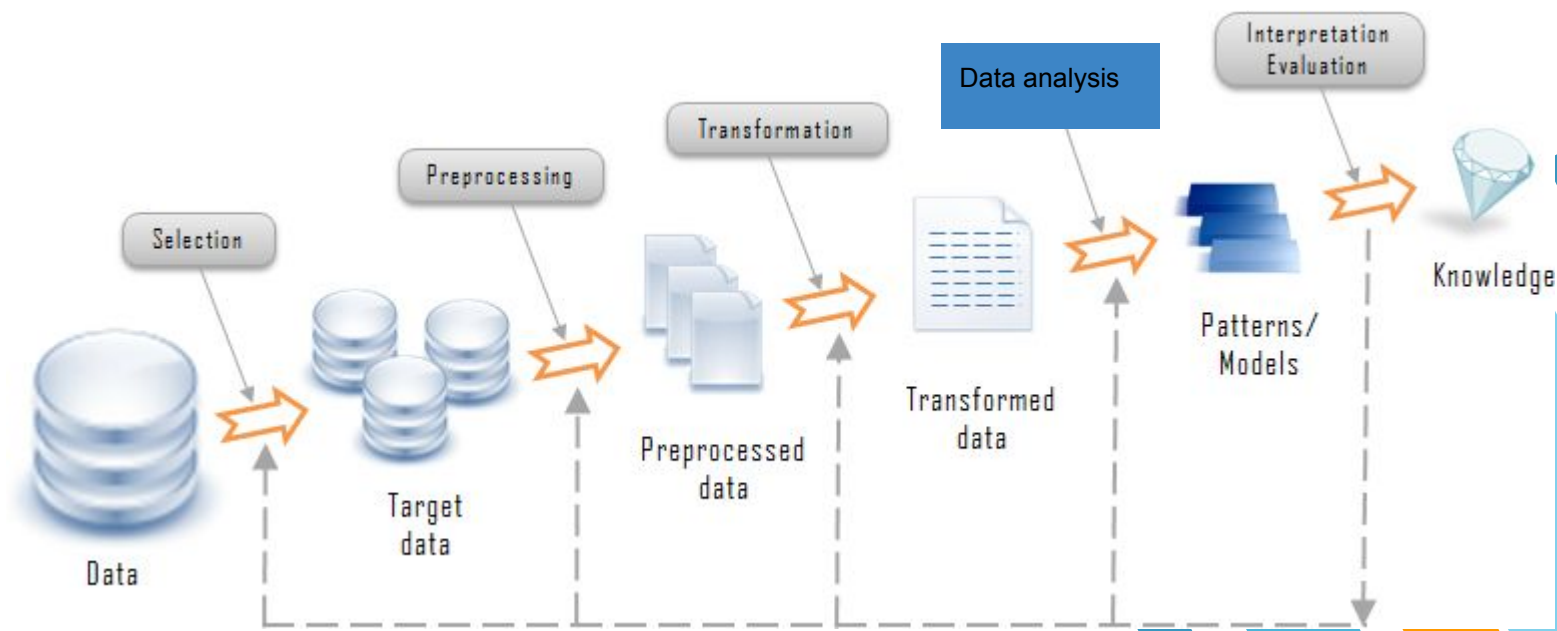 Interpretation
Evaluation
Data analysis
Transformation
Preprocessing
Selection
Knowledge
Patterns/
Models
Transformed
data
Preprocessed
data
Target
data
Data